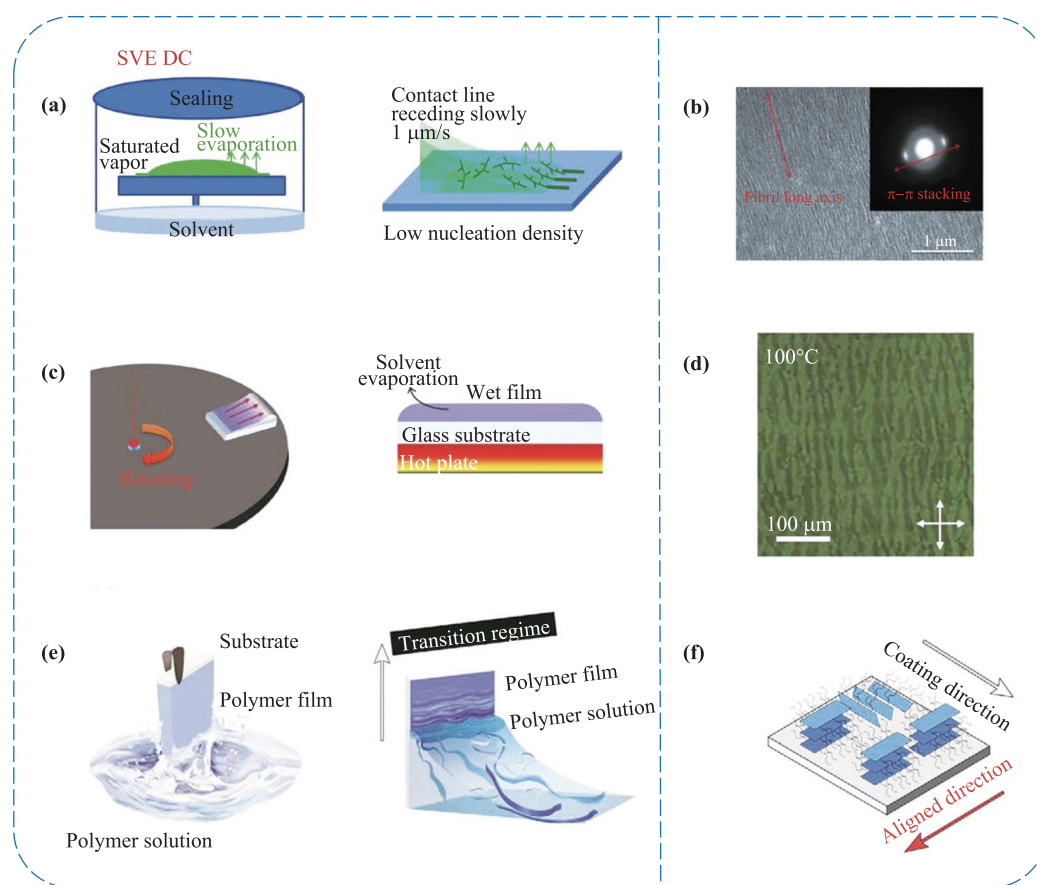 SVE DC
(a)
Sealing
Saturated
vapor
Slow
evaporation
Solvent
Contact line
receding slowly
1 μm/s
Low nucleation density
(b)
Fibril long axis
π−π stacking
1 μm
(c)
Rotating
Solvent
evaporation
Wet film
Glass substrate
Hot plate
(d)
100°C
100 μm
(e)
Substrate
Polymer film
Polymer solution
Transition regime
Polymer film
Polymer solution
(f)
Coating
direction
Aligned direction